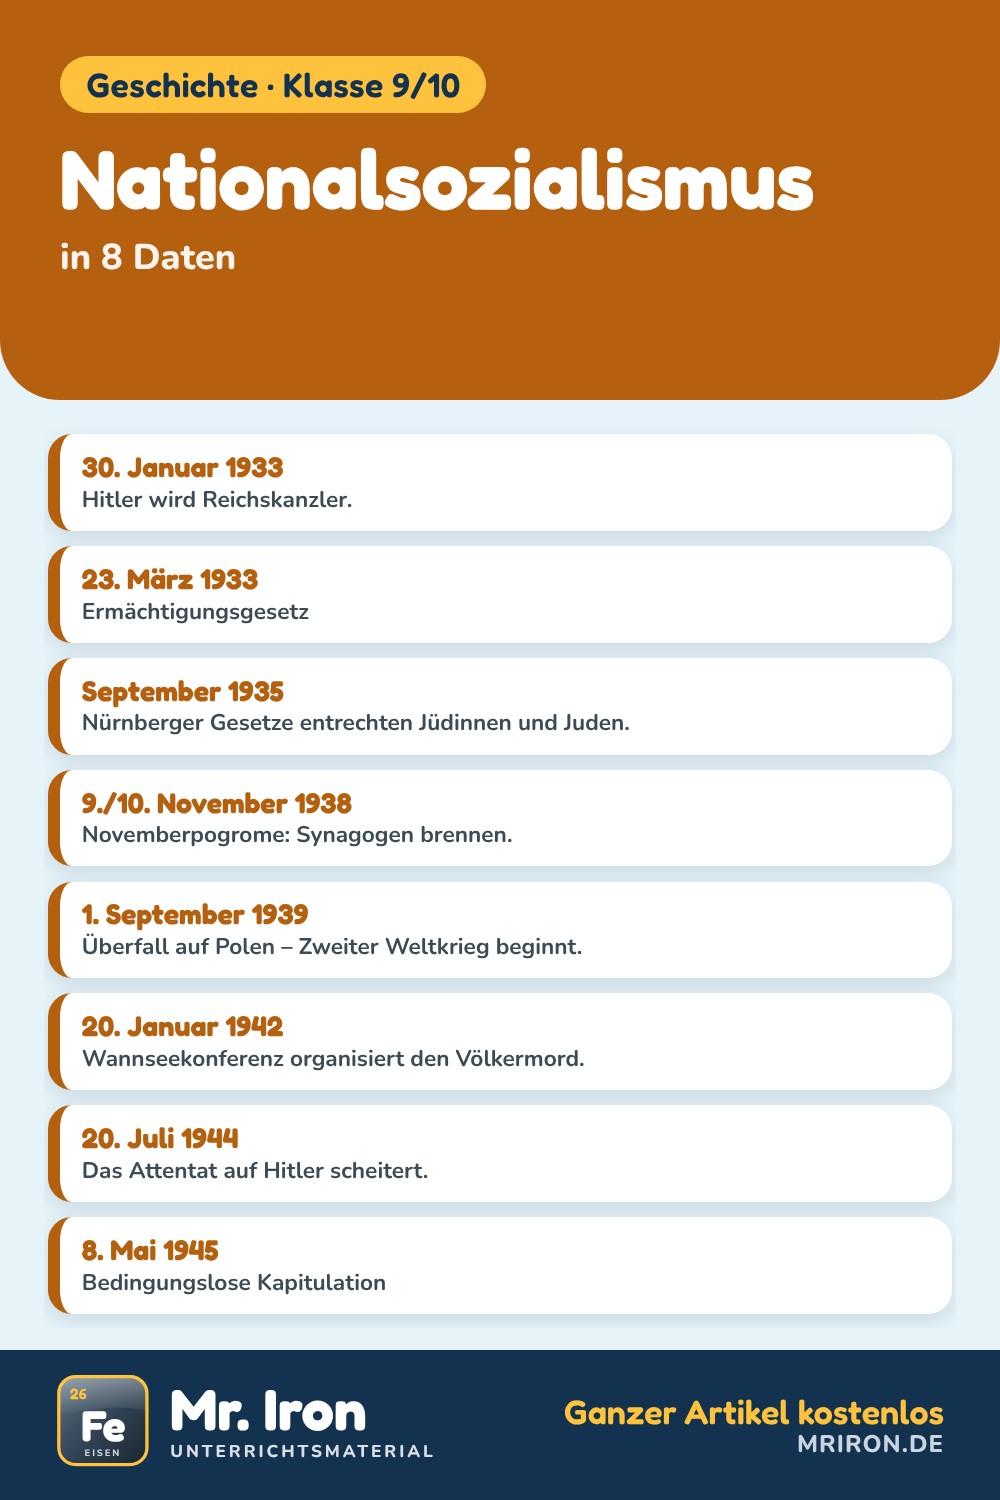 Geschichte · Klasse 9/10
Nationalsozialismus
in 8 Daten
30. Januar 1933
Hitler wird Reichskanzler.
23. März 1933
Ermächtigungsgesetz
September 1935
Nürnberger Gesetze entrechten Jüdinnen und Juden.
9./10. November 1938
Novemberpogrome: Synagogen brennen.
1. September 1939
Überfall auf Polen – Zweiter Weltkrieg beginnt.
20. Januar 1942
Wannseekonferenz organisiert den Völkermord.
20. Juli 1944
Das Attentat auf Hitler scheitert.
8. Mai 1945
Bedingungslose Kapitulation
26
Fe
EISEN
Mr. Iron
UNTERRICHTSMATERIAL
Ganzer Artikel kostenlos
MRIRON.DE